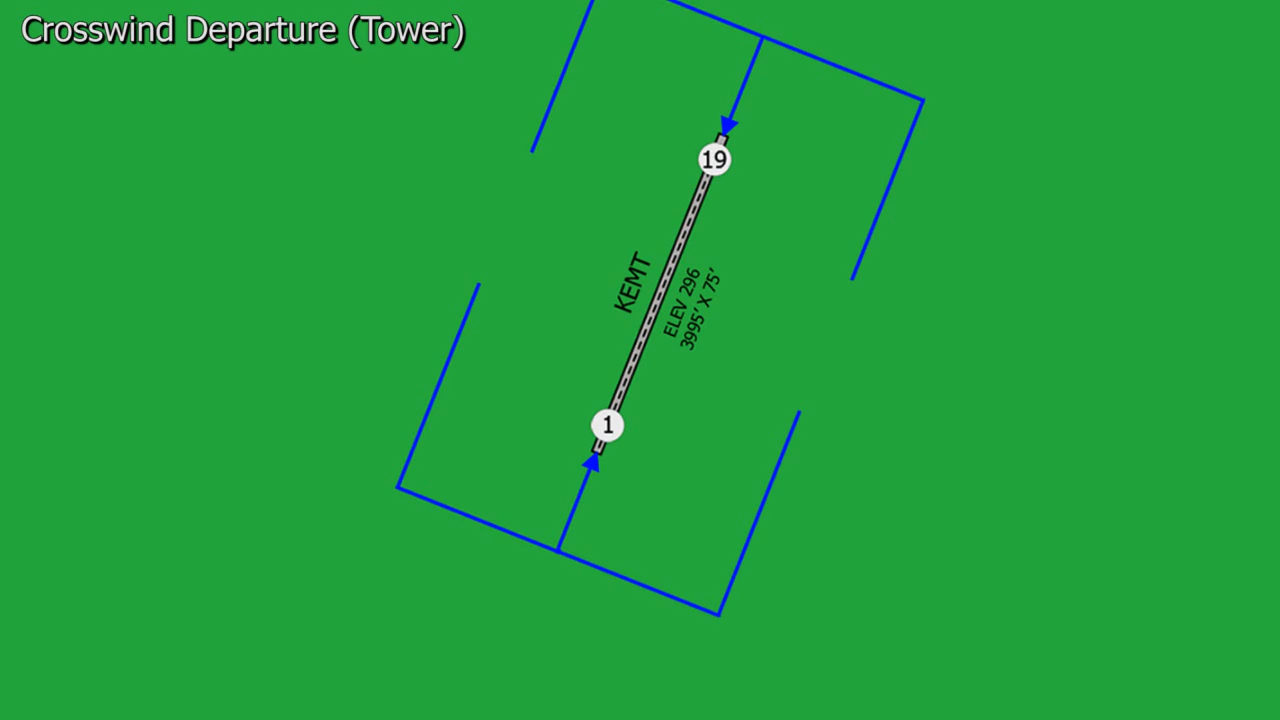 Crosswind Departure (Tower)
19
KEMT
ELEV 296
3995’ X 75’
1